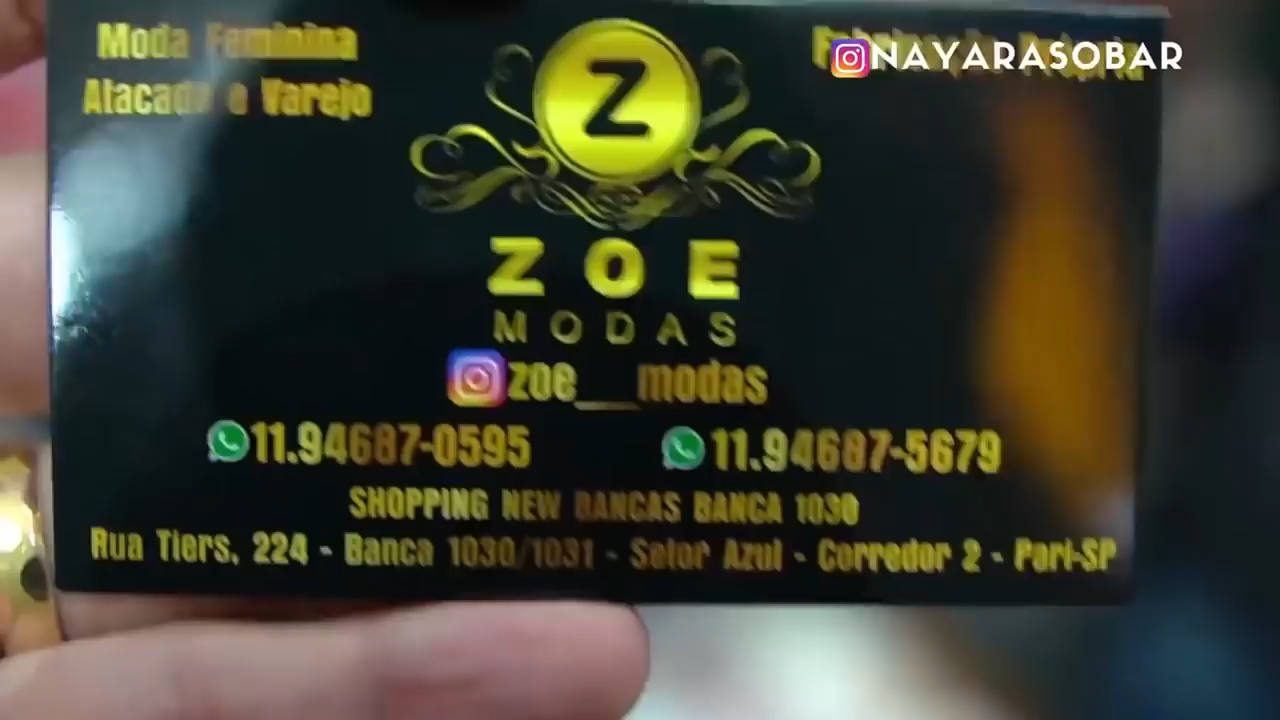 Moda Feminina
Atacado e Varejo
NAYARASOBAR
Z
ZOE
MODAS
zoe__modas
11.94687-0595
11.94687-5679
SHOPPING NEW BANCAS BANCA 1030
Rua Tiers, 224 - Banca 1030/1031 - Setor Azul - Corredor 2 - Pari-SP